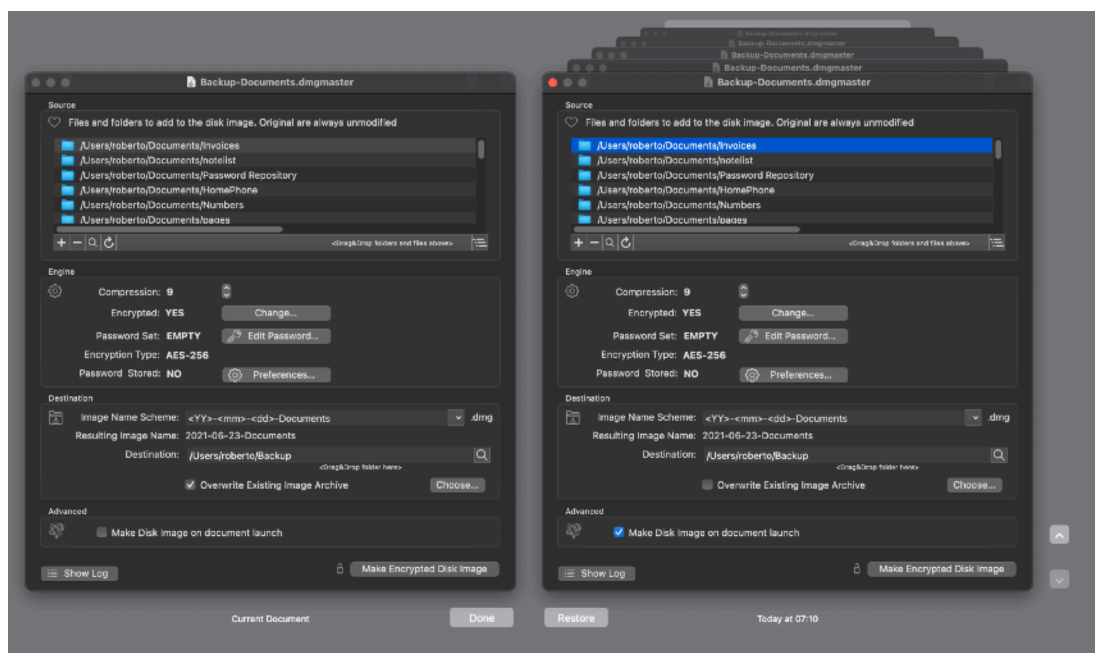 Backup-Documents.dmgmaster
Backup-Documents.dmgmaster
Backup-Documents.dmgmaster
Backup-Documents.dmgmaster
Source
Files and folders to add to the disk image. Original are always unmodified
/Users/roberto/Documents/Invoices
/Users/roberto/Documents/notelist
/Users/roberto/Documents/Password Repository
/Users/roberto/Documents/HomePhone
/Users/roberto/Documents/Numbers
/Users/roberto/Documents/pages
<Drag&Drop folders and files above>
Engine
Compression: 9
Encrypted: YES
Change...
Password Set: EMPTY
Edit Password...
Encryption Type: AES-256
Password Stored: NO
Preferences...
Destination
Image Name Scheme: <YY>-<mm>-<dd>-Documents .dmg
Resulting Image Name: 2021-06-23-Documents
Destination: /Users/roberto/Backup
<Drag&Drop folder here>
Overwrite Existing Image Archive
Choose...
Advanced
Make Disk Image on document launch
Show Log
Make Encrypted Disk Image
Current Document
Done
Backup-Documents.dmgmaster
Source
Files and folders to add to the disk image. Original are always unmodified
/Users/roberto/Documents/Invoices
/Users/roberto/Documents/notelist
/Users/roberto/Documents/Password Repository
/Users/roberto/Documents/HomePhone
/Users/roberto/Documents/Numbers
/Users/roberto/Documents/pages
<Drag&Drop folders and files above>
Engine
Compression: 9
Encrypted: YES
Change...
Password Set: EMPTY
Edit Password...
Encryption Type: AES-256
Password Stored: NO
Preferences...
Destination
Image Name Scheme: <YY>-<mm>-<dd>-Documents .dmg
Resulting Image Name: 2021-06-23-Documents
Destination: /Users/roberto/Backup
<Drag&Drop folder here>
Overwrite Existing Image Archive
Choose...
Advanced
Make Disk Image on document launch
Show Log
Make Encrypted Disk Image
Restore
Today at 07:10